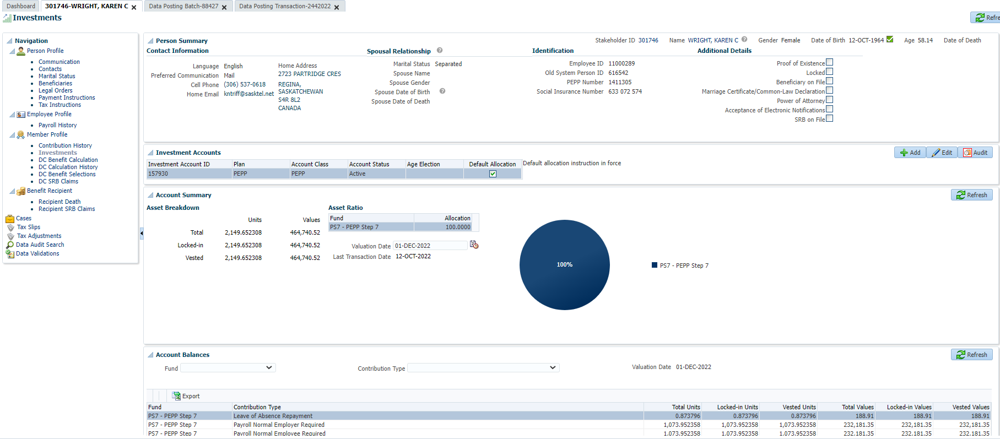 Dashboard 301746-WRIGHT, KAREN C Data Posting Batch-88427 Data Posting Transaction-2442022
Investments
Refre
Navigation
Person Profile
Communication
Contacts
Marital Status
Beneficiaries
Legal Orders
Payment Instructions
Tax Instructions
Employee Profile
Payroll History
Member Profile
Contribution History
Investments
DC Benefit Calculation
DC Calculation History
DC Benefit Selections
DC SRB Claims
Benefit Recipient
Recipient Death
Recipient SRB Claims
Cases
Tax Slips
Tax Adjustments
Data Audit Search
Data Validations
Person Summary
Stakeholder ID 301746 Name WRIGHT, KAREN C Gender Female Date of Birth 12-OCT-1964 Age 58.14 Date of Death
Contact Information
Language English
Preferred Communication Mail
Cell Phone (306) 537-0618
Home Email kntriff@sasktel.net
Home Address
2723 PARTRIDGE CRES
REGINA,
SASKATCHEWAN
S4R 8L2
CANADA
Spousal Relationship
Marital Status Separated
Spouse Name
Spouse Gender
Spouse Date of Birth
Spouse Date of Death
Identification
Employee ID 11000289
Old System Person ID 616542
PEPP Number 1411305
Social Insurance Number 633 072 574
Additional Details
Proof of Existence
Locked
Beneficiary on File
Marriage Certificate/Common-Law Declaration
Power of Attorney
Acceptance of Electronic Notifications
SRB on File
Investment Accounts
Add Edit Audit
Investment Account ID Plan Account Class Account Status Age Election Default Allocation
157930 PEPP PEPP Active
Default allocation instruction in force
Account Summary
Refresh
Asset Breakdown
Units Values
Total 2,149.652308 464,740.52
Locked-in 2,149.652308 464,740.52
Vested 2,149.652308 464,740.52
Asset Ratio
Fund Allocation
PS7 - PEPP Step 7 100.0000
Valuation Date 01-DEC-2022
Last Transaction Date 12-OCT-2022
100%
PS7 - PEPP Step 7
Account Balances
Refresh
Fund Contribution Type Valuation Date 01-DEC-2022
Export
Fund Contribution Type Total Units Locked-in Units Vested Units Total Values Locked-in Values Vested Values
PS7 - PEPP Step 7 Leave of Absence Repayment 0.873796 0.873796 0.873796 188.91 188.91 188.91
PS7 - PEPP Step 7 Payroll Normal Employer Required 1,073.952358 1,073.952358 1,073.952358 232,181.35 232,181.35 232,181.35
PS7 - PEPP Step 7 Payroll Normal Employee Required 1,073.952358 1,073.952358 1,073.952358 232,181.35 232,181.35 232,181.35